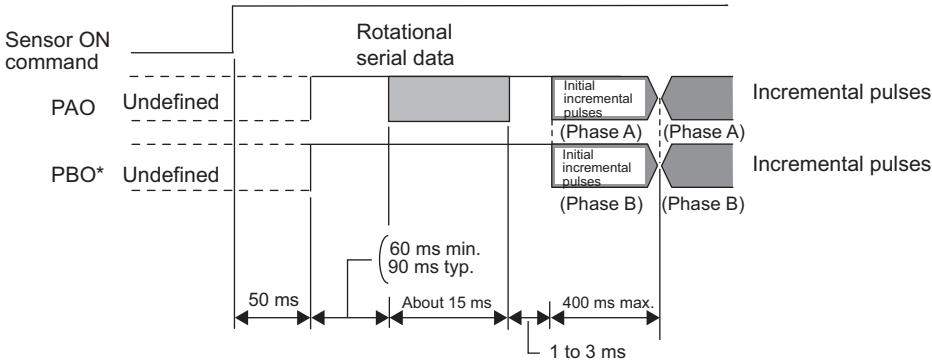 Sensor ON
command
Rotational
serial data
PAO
Undefined
Initial
incremental
pulses
Incremental pulses
(Phase A)
(Phase A)
PBO*
Undefined
Initial
incremental
pulses
Incremental pulses
(Phase B)
(Phase B)
60 ms min.
90 ms typ.
50 ms
About 15 ms
400 ms max.
1 to 3 ms